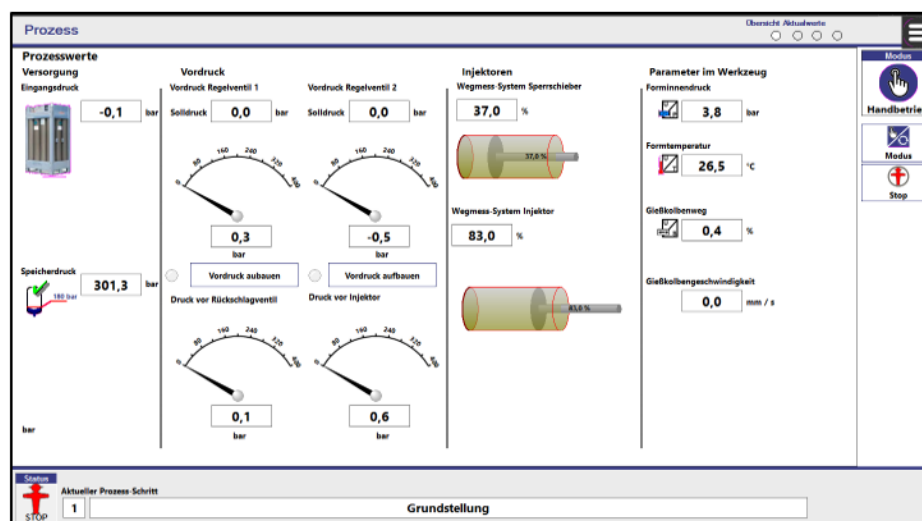 Prozess
Übersicht Aktualwerte
Prozesswerte
Versorgung
Eingangsdruck
-0,1 bar
Speicherdruck
180 bar
301,3 bar
bar
Vordruck
Vordruck Regelventil 1
Solldruck 0,0 bar
0 80 160 240 320 400
0,3
bar
Vordruck aubauen
Druck vor Rückschlagventil
0 80 160 240 320 400
0,1
bar
Vordruck Regelventil 2
Solldruck 0,0 bar
0 80 160 240 320 400
-0,5
bar
Vordruck aufbauen
Druck vor Injektor
0 80 160 240 320 400
0,6
bar
Injektoren
Wegmess-System Sperrschieber
37,0 %
37,0 %
Wegmess-System Injektor
83,0 %
83,0 %
Parameter im Werkzeug
Forminnendruck
3,8 bar
Formtemperatur
26,5 °C
Gießkolbenweg
0,4 %
Gießkolbengeschwindigkeit
0,0 mm / s
Modus
Handbetrie
Modus
Stop
Status
STOP
Aktueller Prozess-Schritt
1 Grundstellung